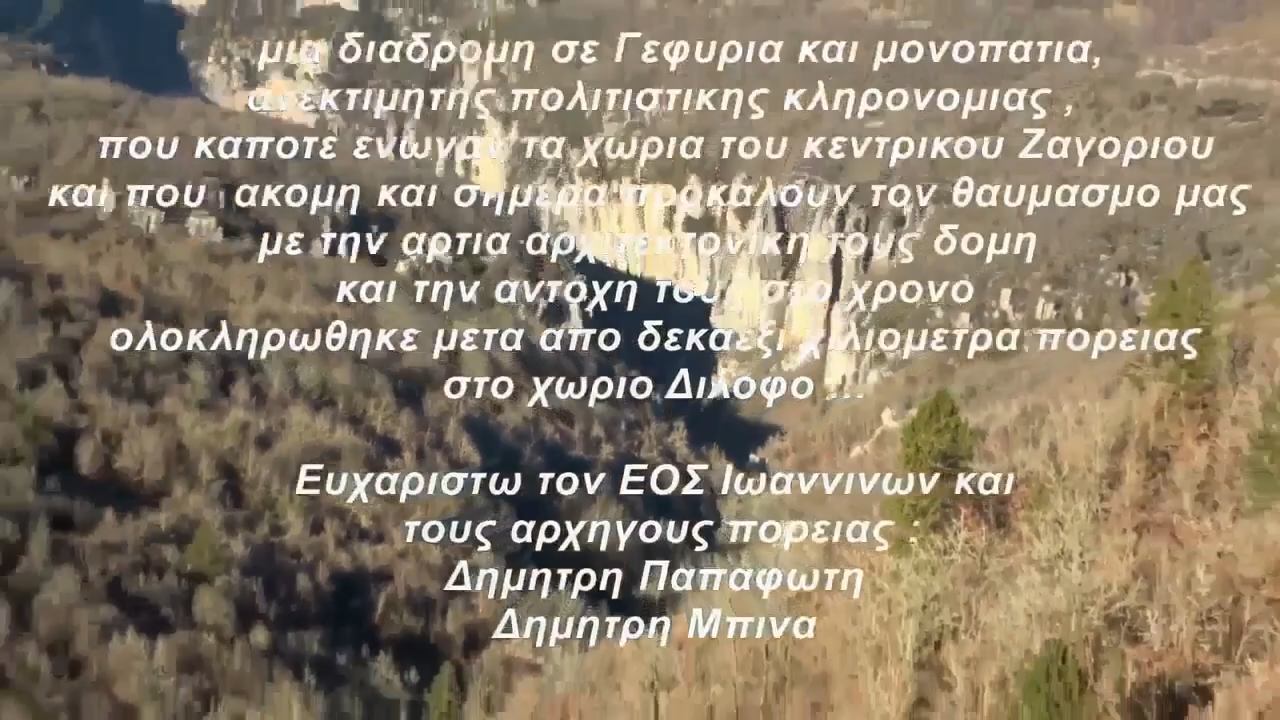 ... μια διαδρομη σε Γεφυρια και μονοπατια,
ανεκτιμητης πολιτιστικης κληρονομιας ,
που καποτε ενωναν τα χωρια του κεντρικου Ζαγοριου
και που ακομη και σημερα προκαλουν τον θαυμασμο μας
με την αρτια αρχιτεκτονικη τους δομη
και την αντοχη τους στο χρονο
ολοκληρωθηκε μετα απο δεκαεξι χιλιομετρα πορειας
στο χωριο Διλοφο ...
Ευχαριστω τον ΕΟΣ Ιωαννινων και
τους αρχηγους πορειας :
Δημητρη Παπαφωτη
Δημητρη Μπινα